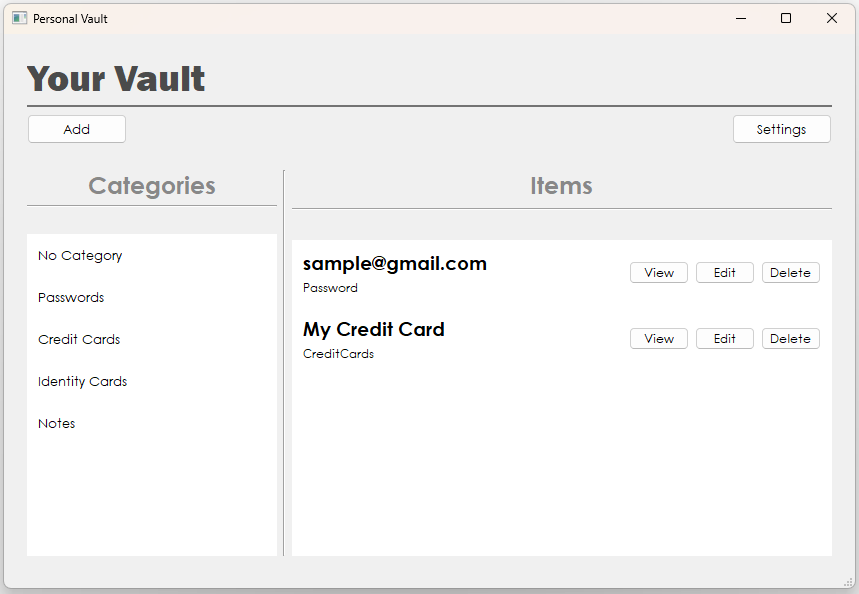 Personal Vault
Your Vault
Add
Settings
Categories
No Category
Passwords
Credit Cards
Identity Cards
Notes
Items
sample@gmail.com
Password
View Edit Delete
My Credit Card
CreditCards
View Edit Delete